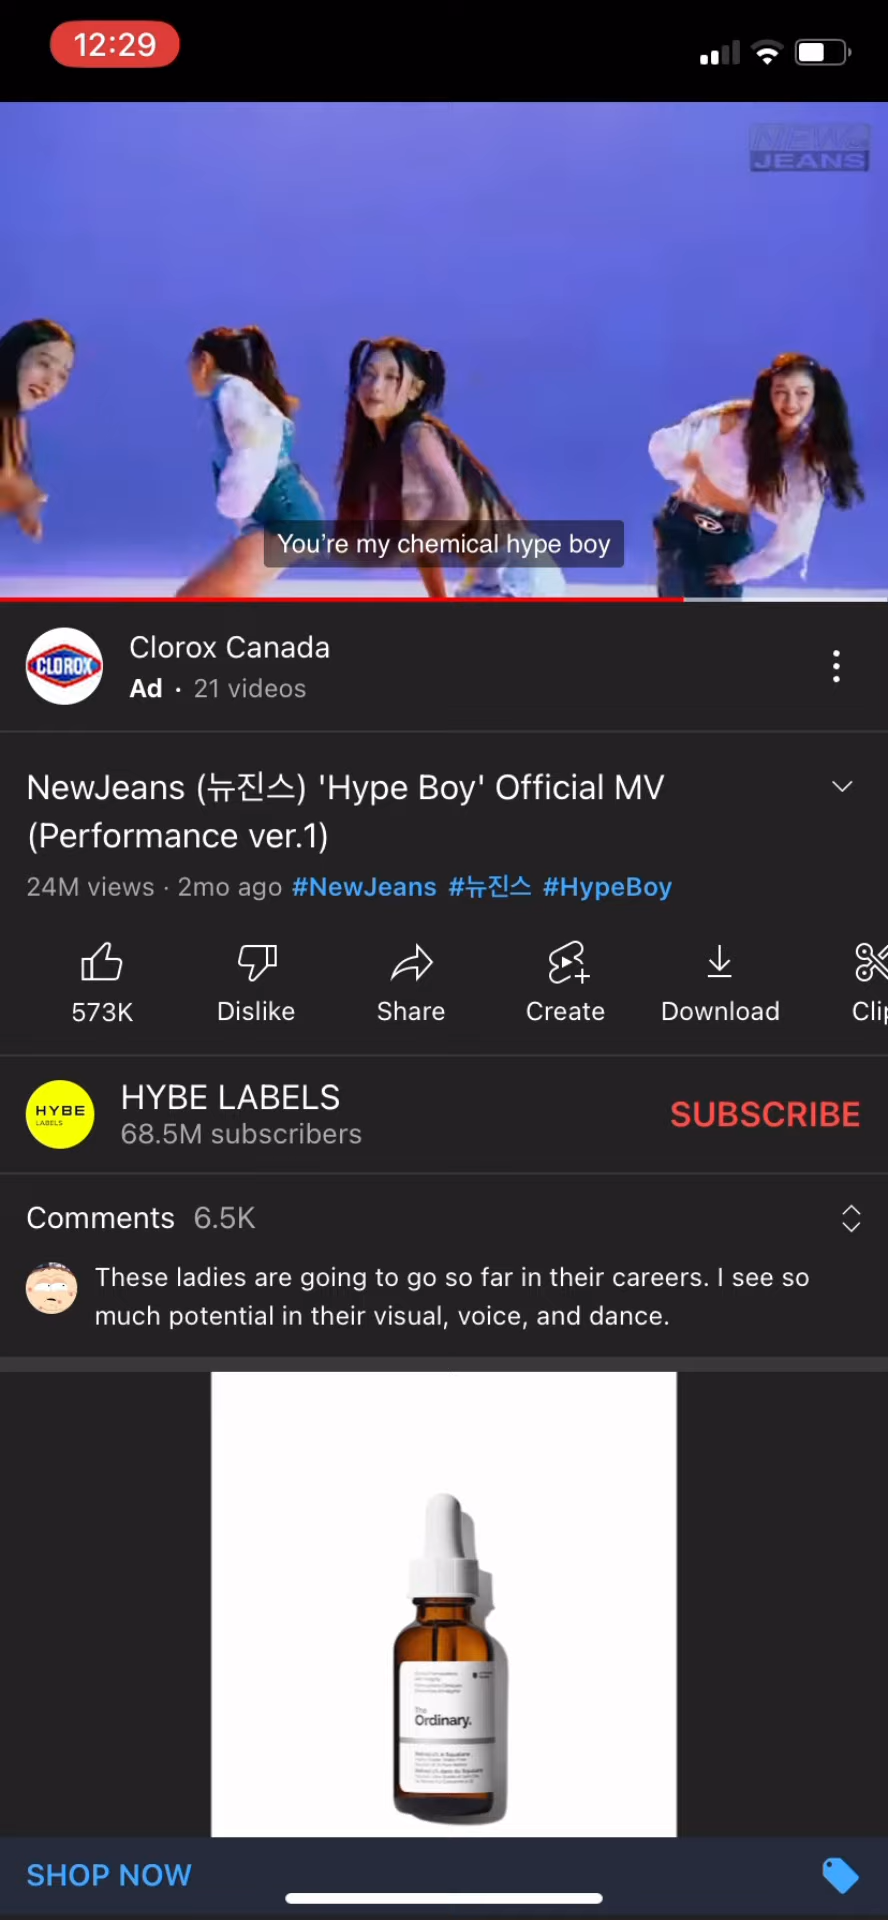 12:29
NEW
JEANS
You're my chemical hype boy
CLOROX
Clorox Canada
Ad · 21 videos
NewJeans (뉴진스) 'Hype Boy' Official MV
(Performance ver.1)
24M views · 2mo ago #NewJeans #뉴진스 #HypeBoy
573K
Dislike
Share
Create
Download
Clip
HYBE
LABELS
HYBE LABELS
68.5M subscribers
SUBSCRIBE
Comments 6.5K
These ladies are going to go so far in their careers. I see so
much potential in their visual, voice, and dance.
The
Ordinary.
SHOP NOW